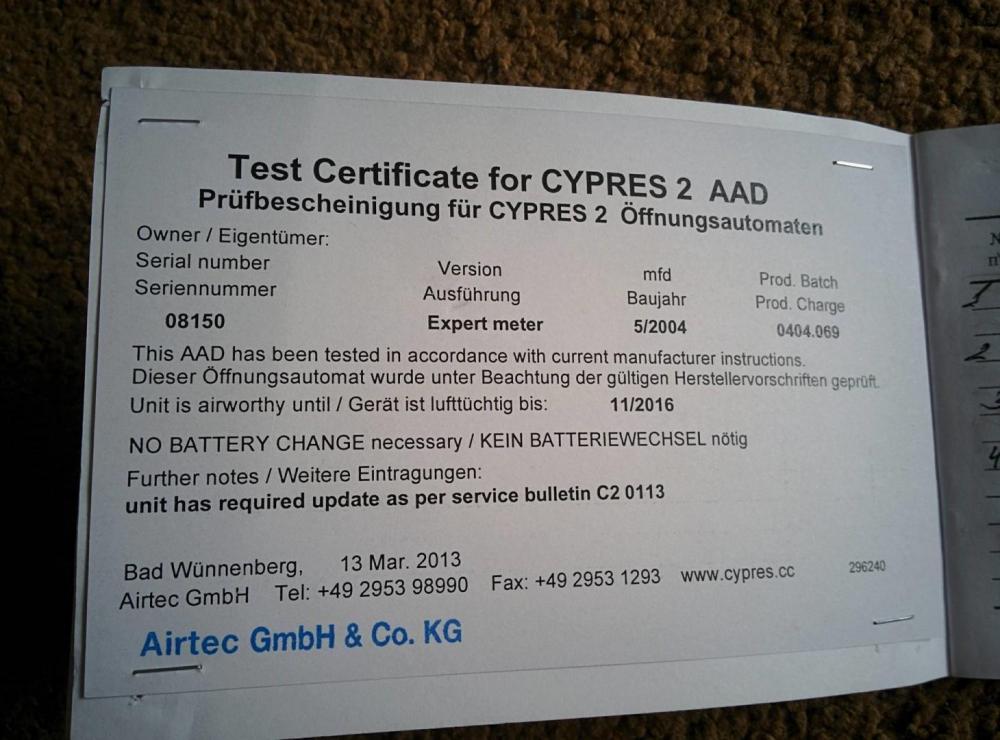 Test Certificate for CYPRES 2 AAD
Prüfbescheinigung für CYPRES 2 Öffnungsautomaten
Owner / Eigentümer:
Serial number Version mfd Prod. Batch
Seriennummer Ausführung Baujahr Prod. Charge
08150 Expert meter 5/2004 0404.069
This AAD has been tested in accordance with current manufacturer instructions.
Dieser Öffnungsautomat wurde unter Beachtung der gültigen Herstellervorschriften geprüft.
Unit is airworthy until / Gerät ist lufttüchtig bis: 11/2016
NO BATTERY CHANGE necessary / KEIN BATTERIEWECHSEL nötig
Further notes / Weitere Eintragungen:
unit has required update as per service bulletin C2 0113
Bad Wünnenberg, 13 Mar. 2013
Airtec GmbH Tel: +49 2953 98990 Fax: +49 2953 1293 www.cypres.cc 296240
Airtec GmbH & Co. KG
2
3
4